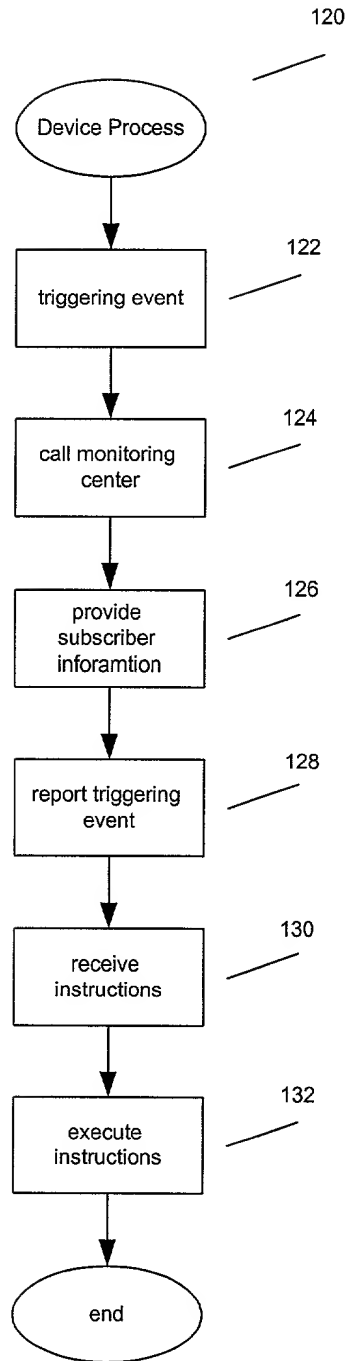 120
Device Process
122
triggering event
124
call monitoring
center
126
provide
subscriber
inforamtion
128
report triggering
event
130
receive
instructions
132
execute
instructions
end